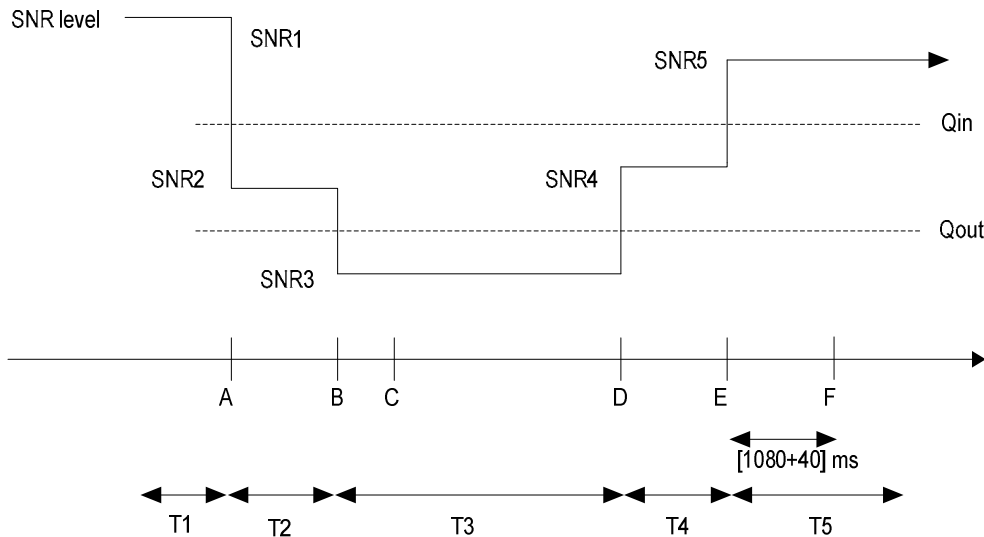 SNR level
SNR1
SNR5
Qin
SNR2
SNR4
Qout
SNR3
A B C D E F
[1080+40] ms
T1 T2 T3 T4 T5